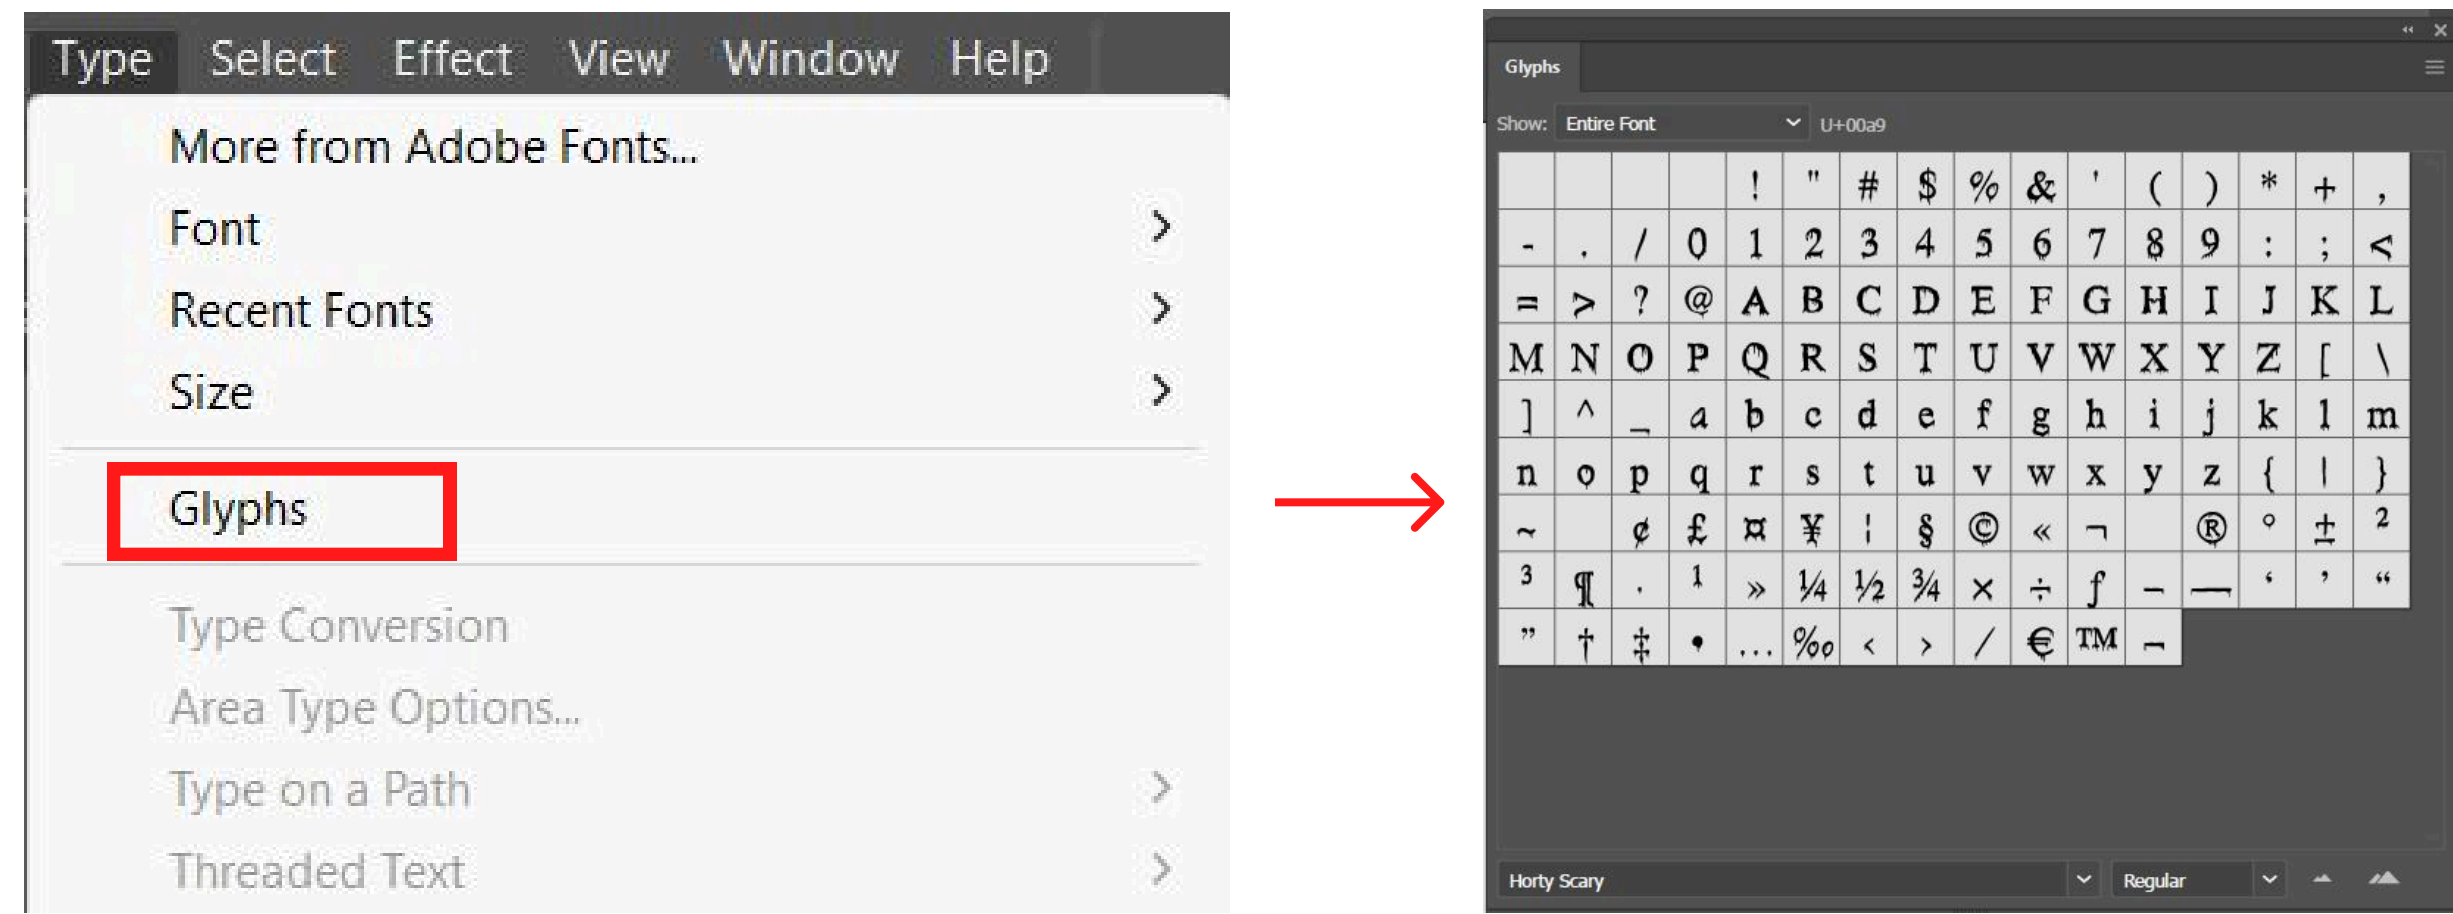 Type Select Effect View Window Help
More from Adobe Fonts...
Font
Recent Fonts
Size
Glyphs
Type Conversion
Area Type Options...
Type on a Path
Threaded Text
Glyphs
Show: Entire Font U+00a9
! " # $ % & ' ( ) * + ,
- . / 0 1 2 3 4 5 6 7 8 9 : ; <
= > ? @ A B C D E F G H I J K L
M N O P Q R S T U V W X Y Z [ \
] ^ _ a b c d e f g h i j k l m
n o p q r s t u v w x y z { | }
~ ¢ £ ¤ ¥ ¦ § © « ¬ ® ° ± ²
³ ¶ · ¹ » ¼ ½ ¾ × ÷ ƒ – — ‘ ’ “
” † ‡ • … ‰ ‹ › ⁄ € ™ ¬
Horty Scary Regular